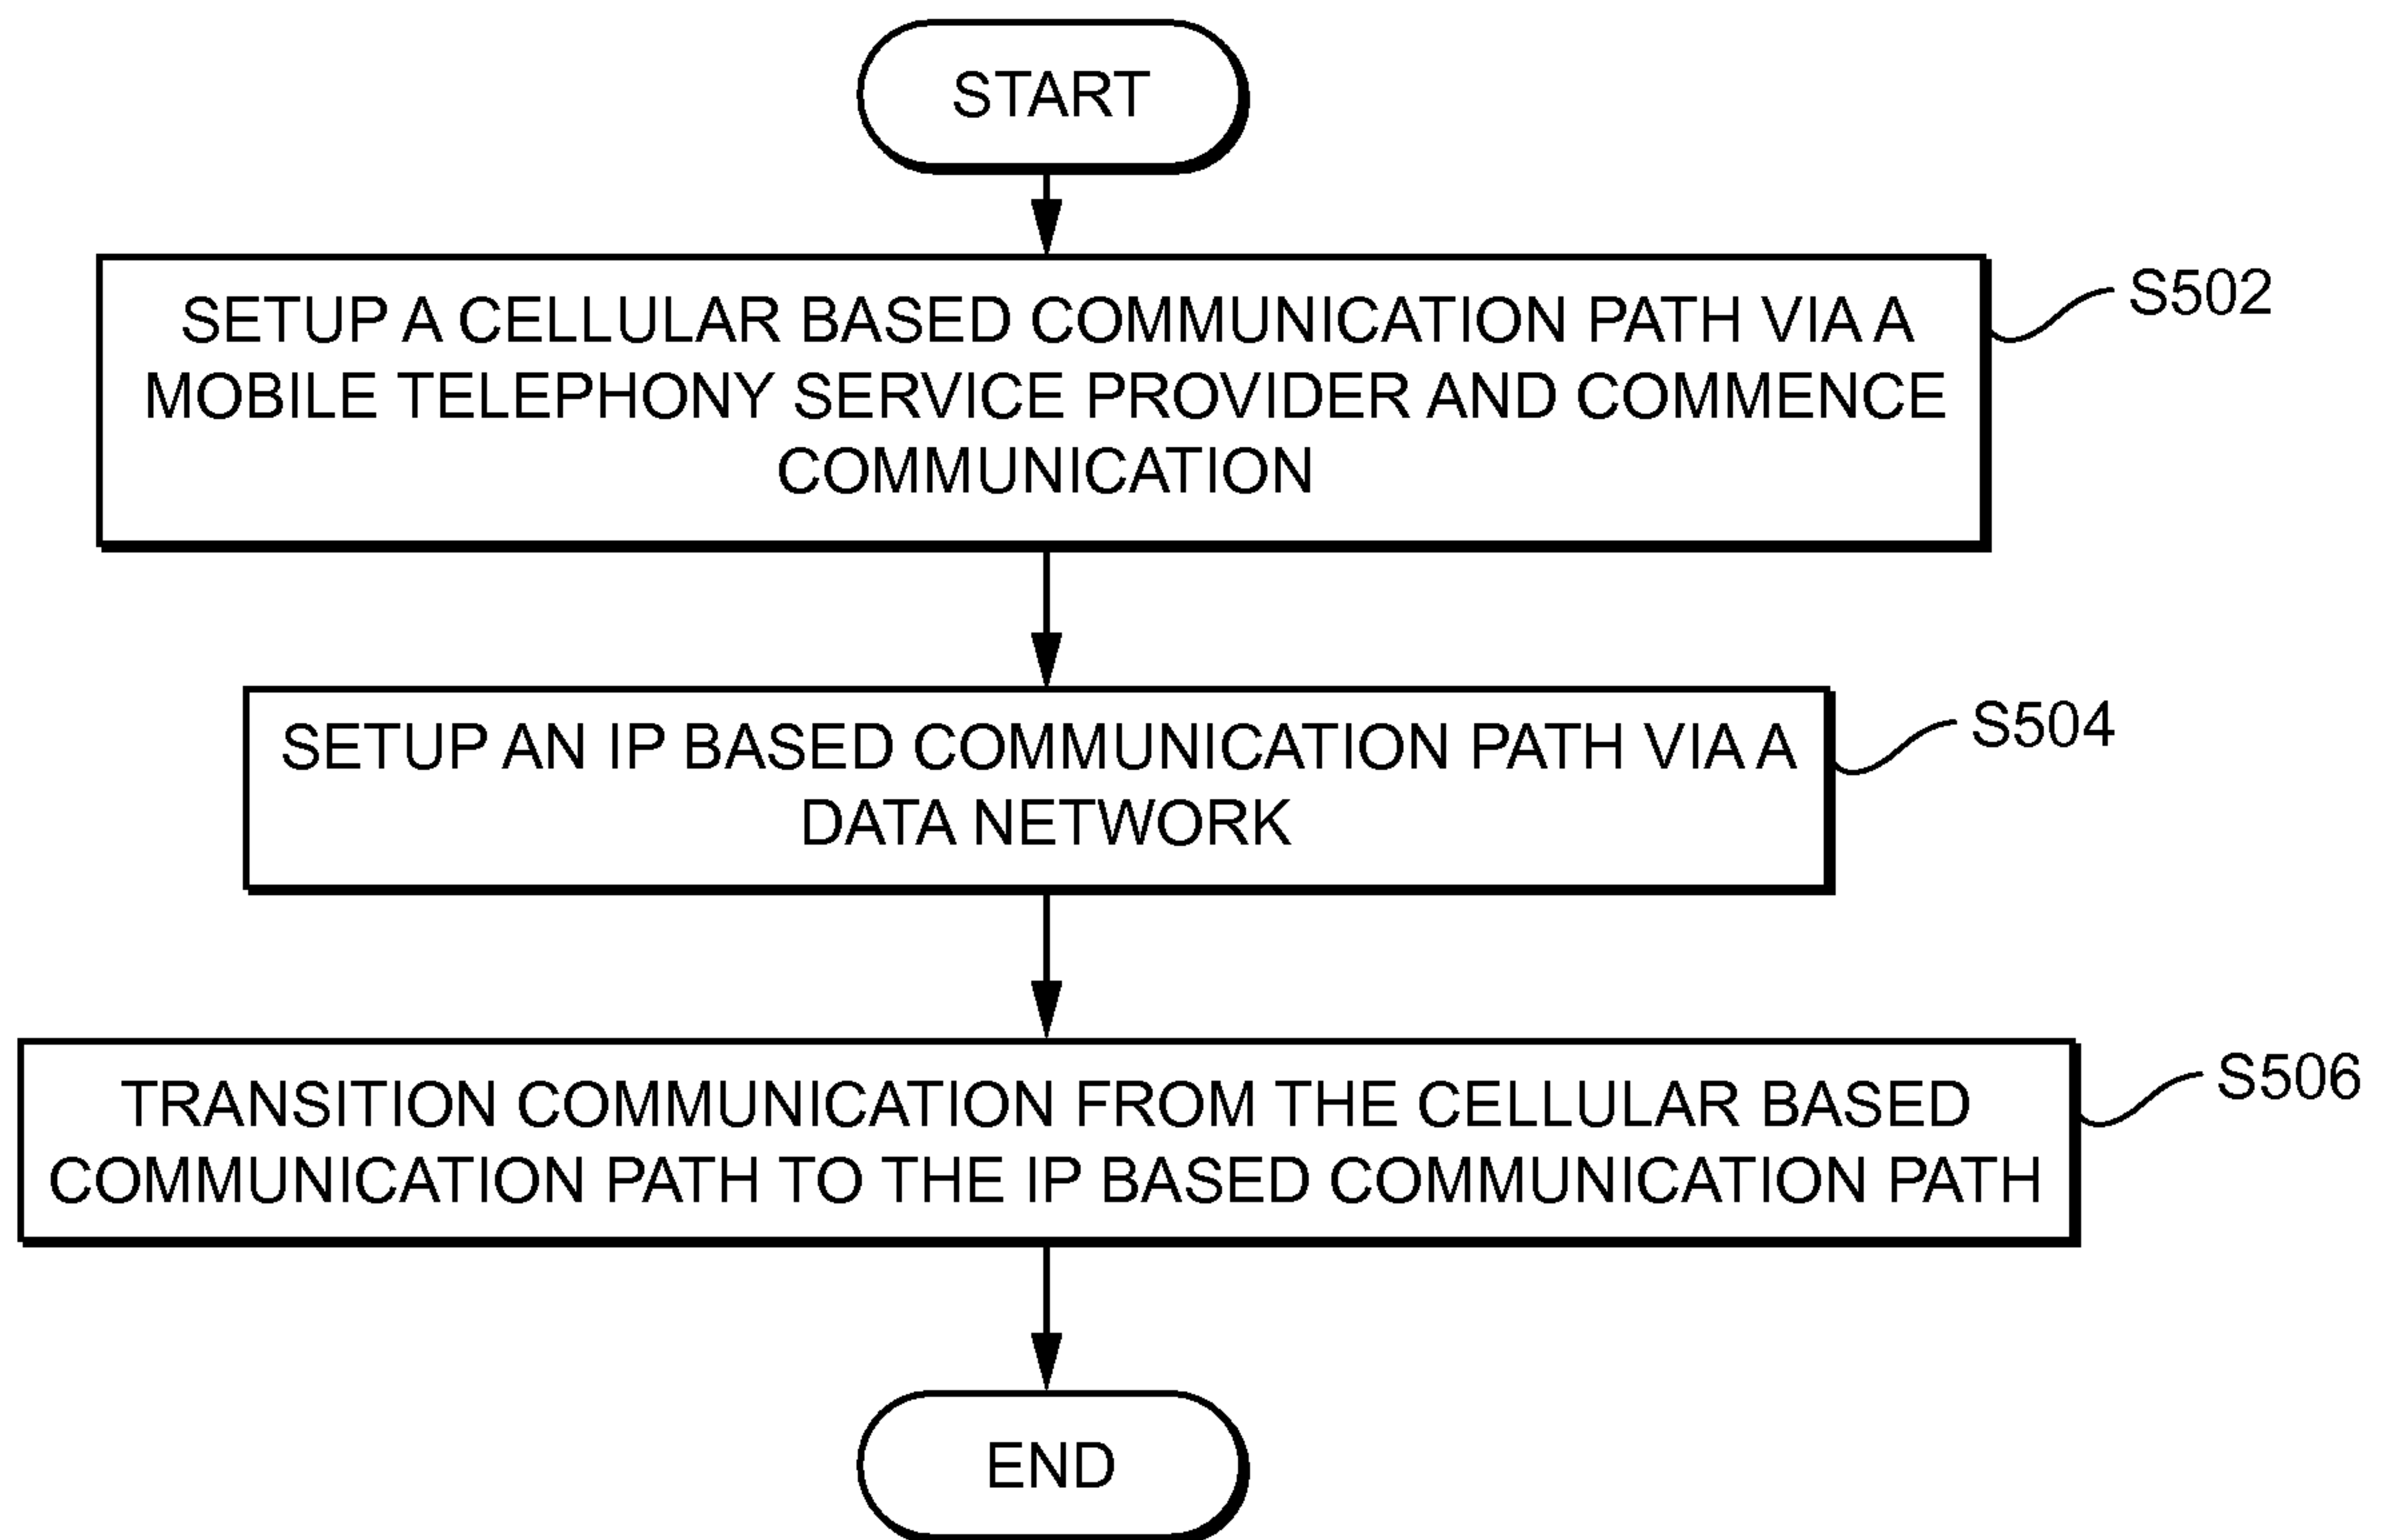 START
SETUP A CELLULAR BASED COMMUNICATION PATH VIA A
MOBILE TELEPHONY SERVICE PROVIDER AND COMMENCE
COMMUNICATION
S502
SETUP AN IP BASED COMMUNICATION PATH VIA A
DATA NETWORK
S504
TRANSITION COMMUNICATION FROM THE CELLULAR BASED
COMMUNICATION PATH TO THE IP BASED COMMUNICATION PATH
S506
END